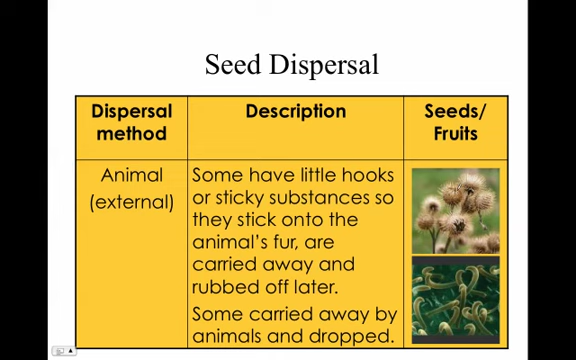 Seed Dispersal
Dispersal method
Description
Seeds/
Fruits
Animal
(external)
Some have little hooks
or sticky substances so
they stick onto the
animal's fur, are
carried away and
rubbed off later.
Some carried away by
animals and dropped.